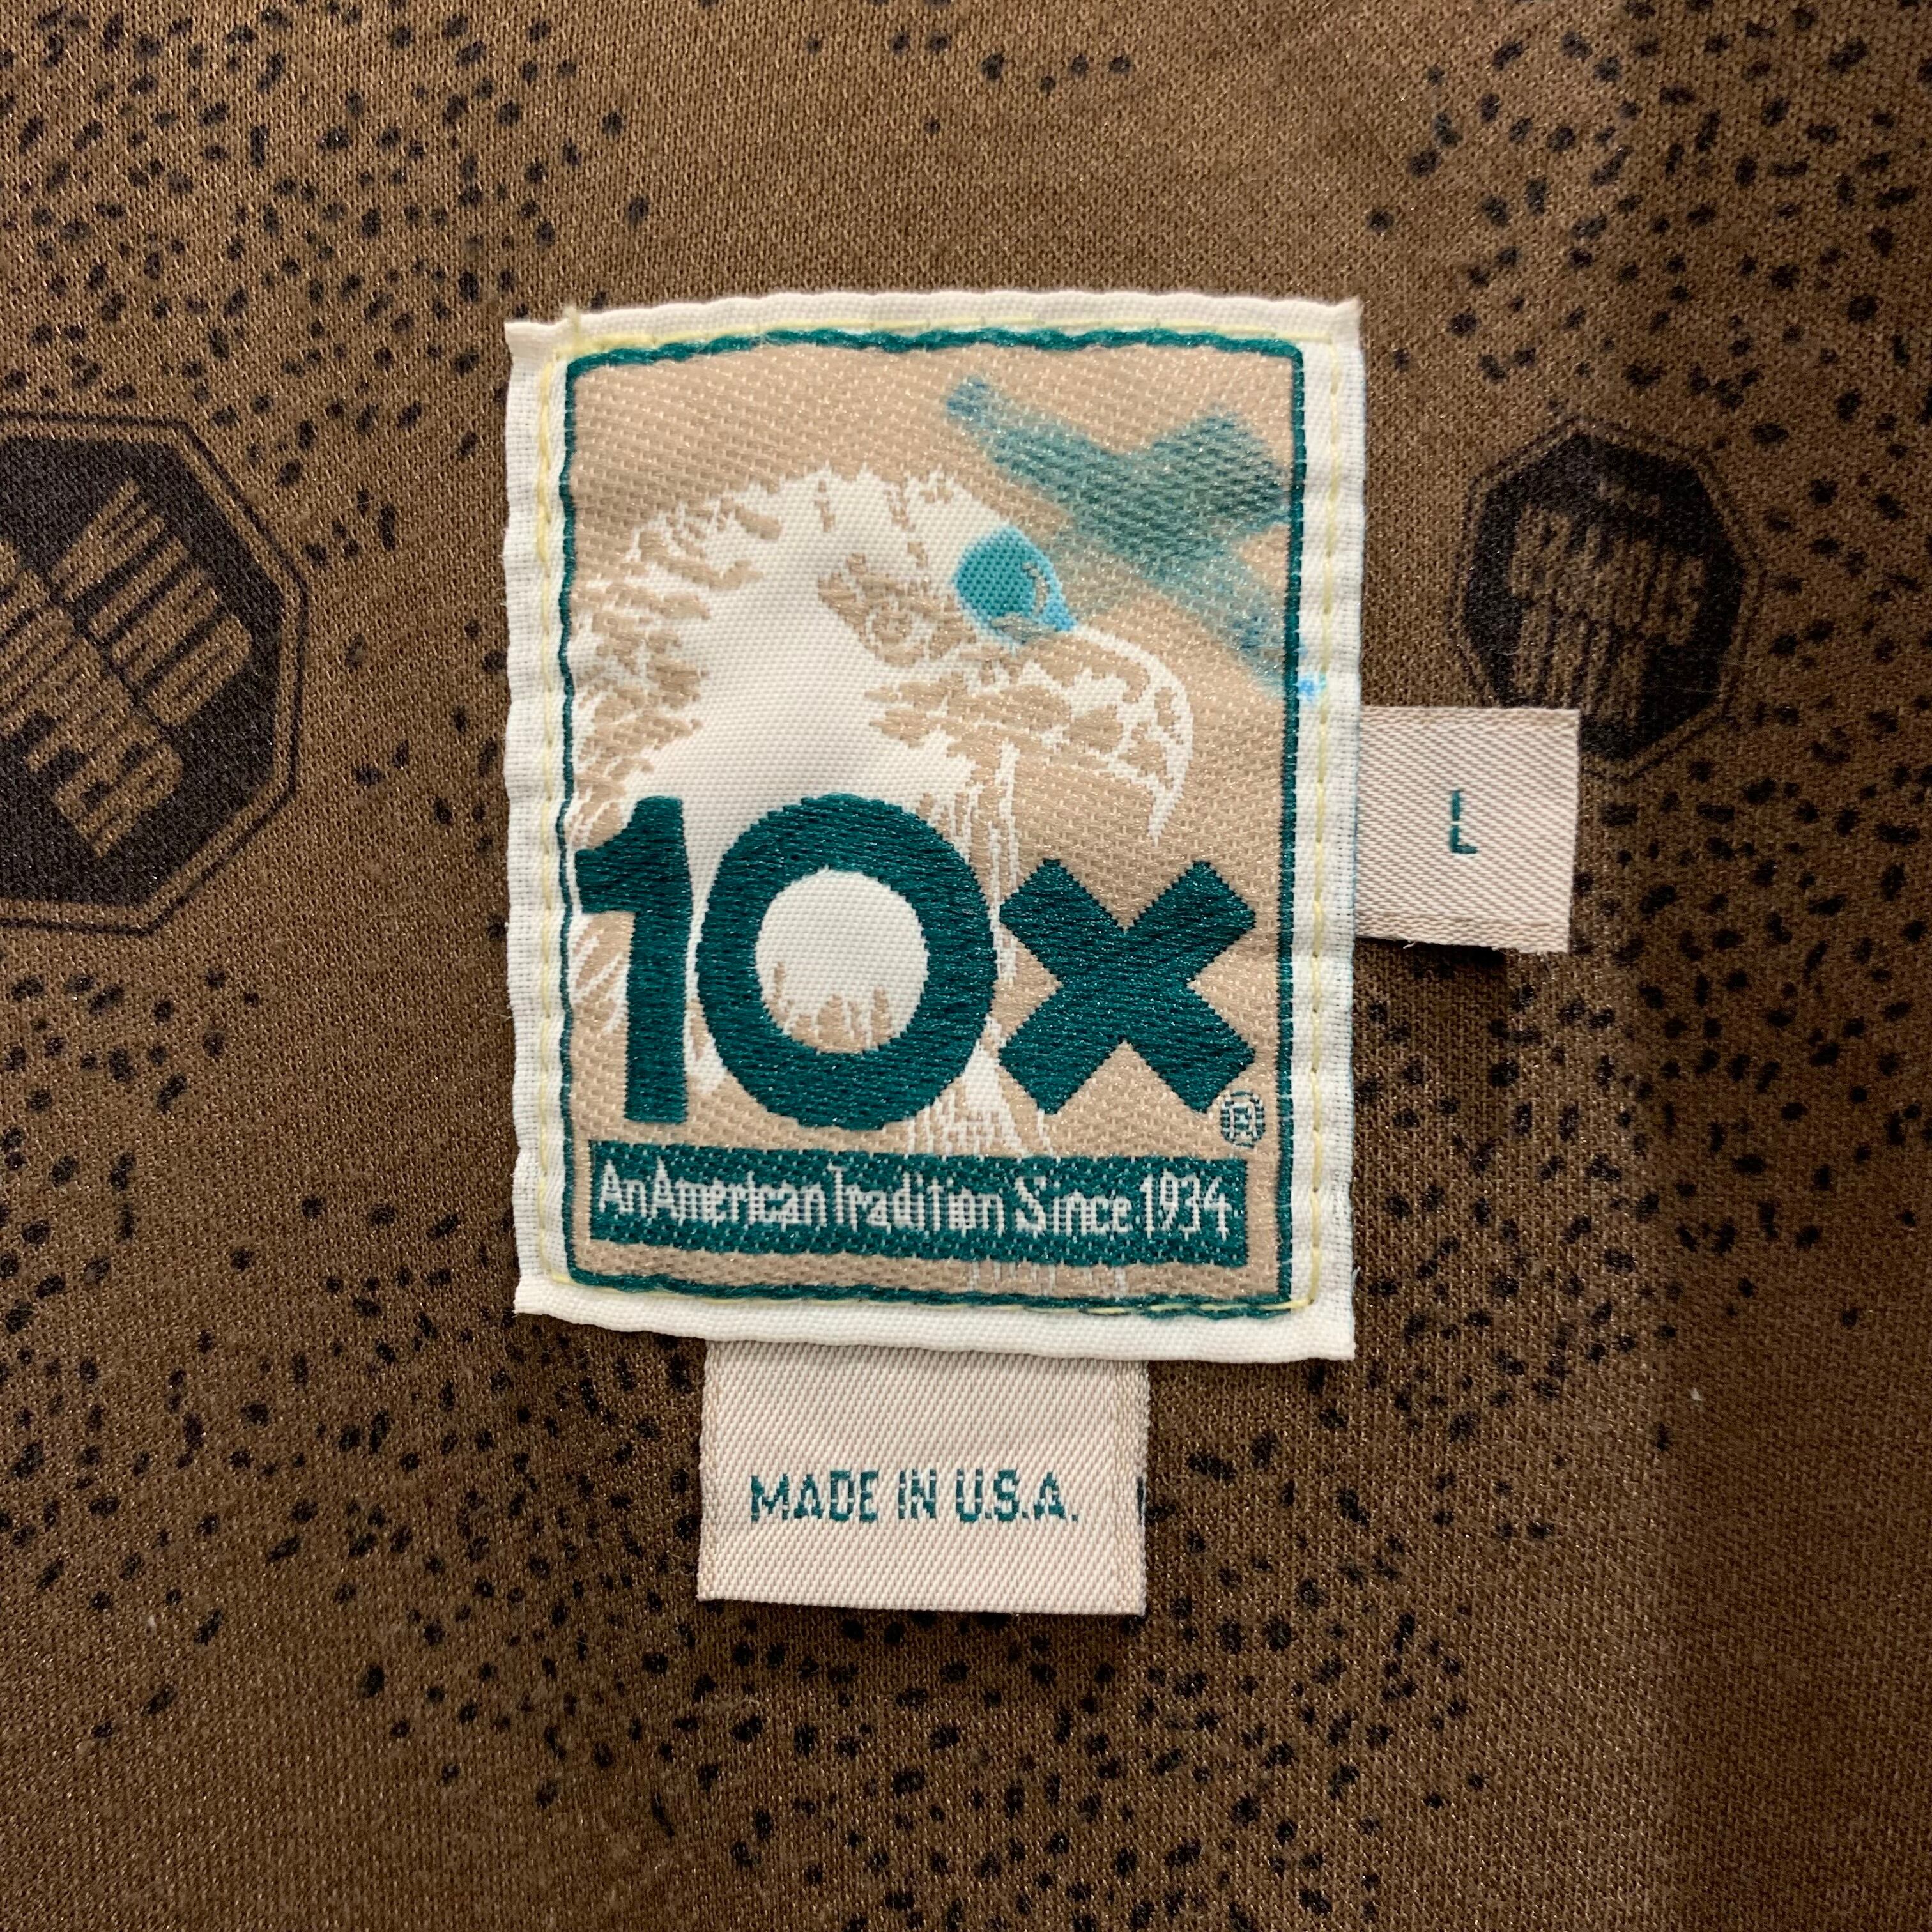 10x®
An American Tradition Since 1934
L
MADE IN U.S.A.